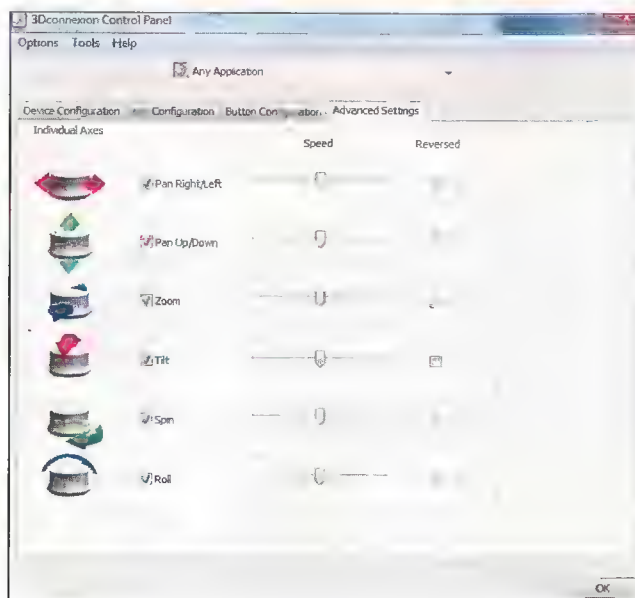 3Dconnexion Control Panel
Options Tools Help
Any Application
Device Configuration Configuration Button Advanced Settings
Individual Axes
Speed Reversed
Pan Right/Left
Pan Up/Down
Zoom
Tilt
Spin
Roll
OK